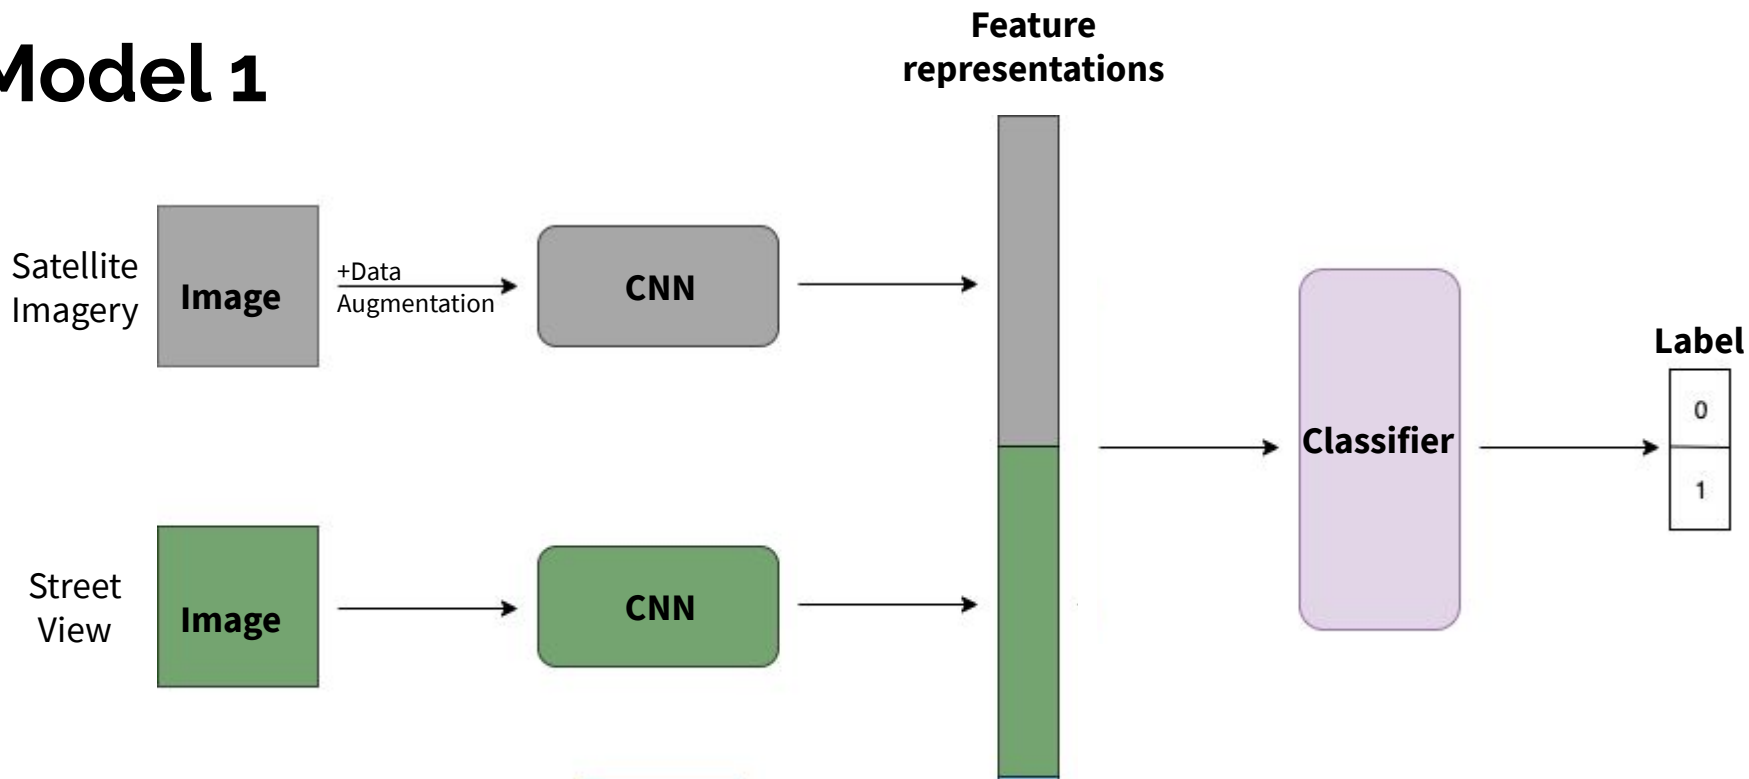 Model 1
Feature
representations
Satellite
Imagery
Image
+Data
Augmentation
CNN
Classifier
Label
0
1
Street
View
Image
CNN